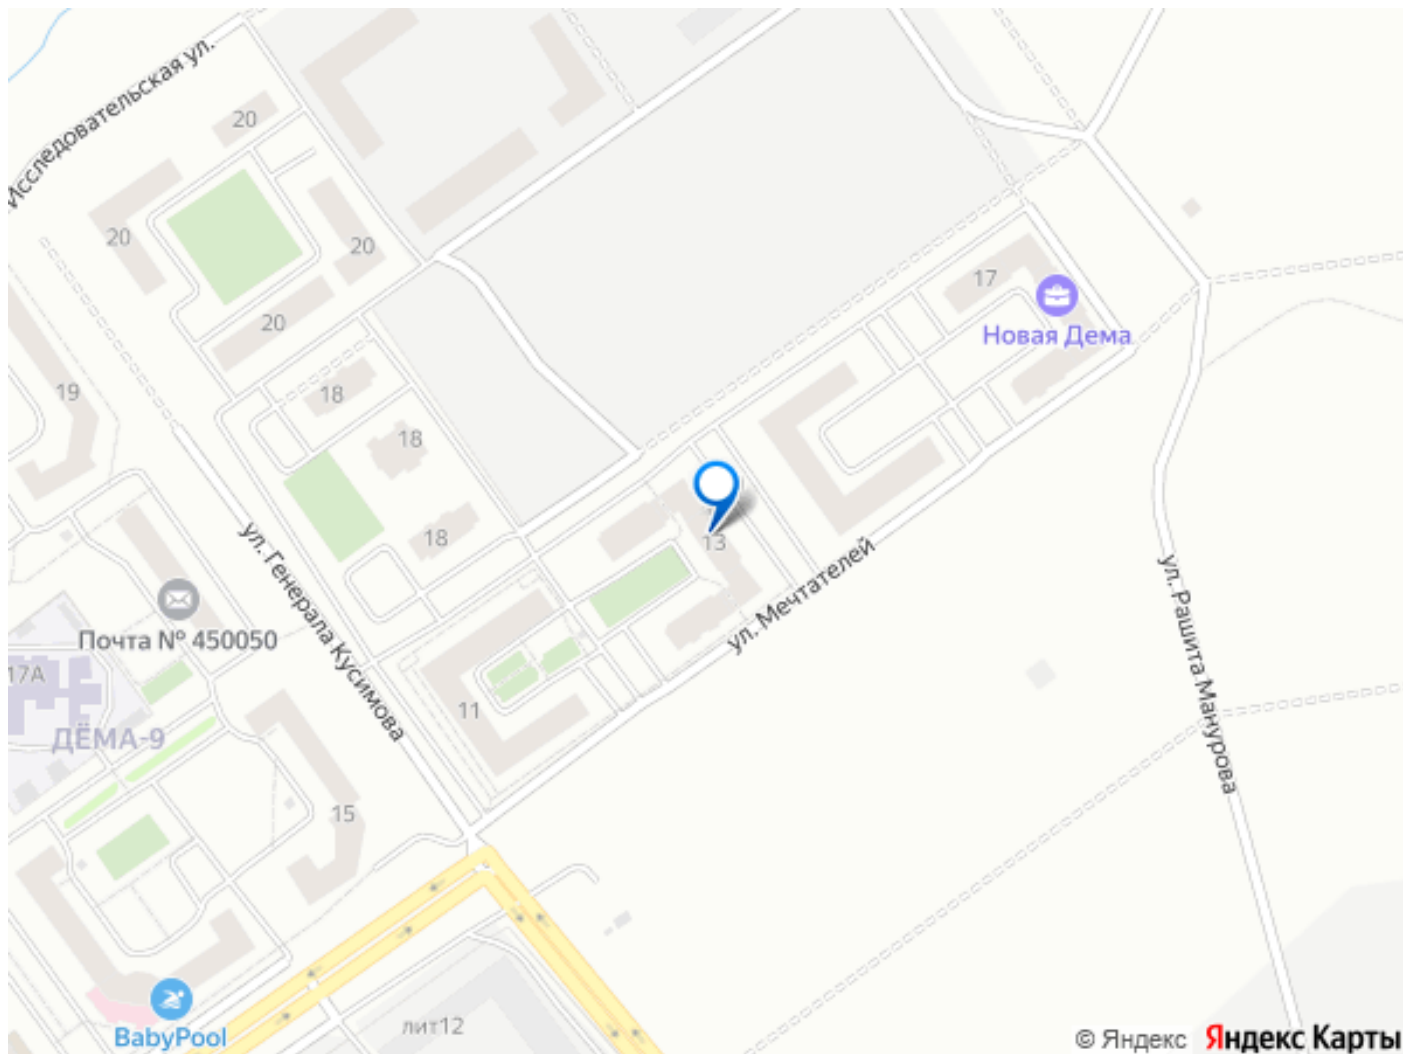 Исследовательская ул.
20
20
20
20
17
Новая Дема
19
18
18
18
13
ул. Генерала Кусимова
ул. Мечтателей
ул. Рашита Манурова
Почта № 450050
17А
ДЁМА-9
11
15
BabyPool
лит12
© Яндекс Яндекс Карты